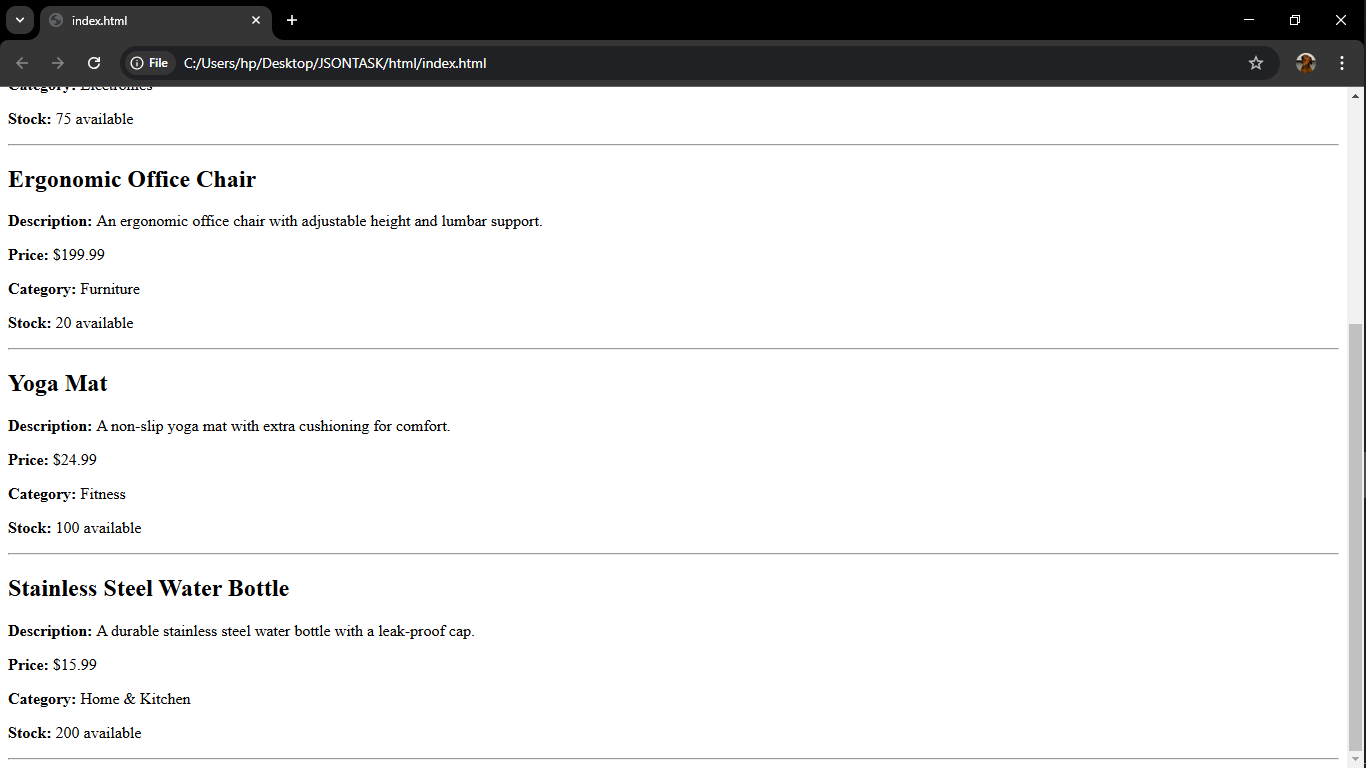 index.html
File
C:/Users/hp/Desktop/JSONTASK/html/index.html
Category: Electronics
Stock: 75 available
Ergonomic Office Chair
Description: An ergonomic office chair with adjustable height and lumbar support.
Price: $199.99
Category: Furniture
Stock: 20 available
Yoga Mat
Description: A non-slip yoga mat with extra cushioning for comfort.
Price: $24.99
Category: Fitness
Stock: 100 available
Stainless Steel Water Bottle
Description: A durable stainless steel water bottle with a leak-proof cap.
Price: $15.99
Category: Home & Kitchen
Stock: 200 available